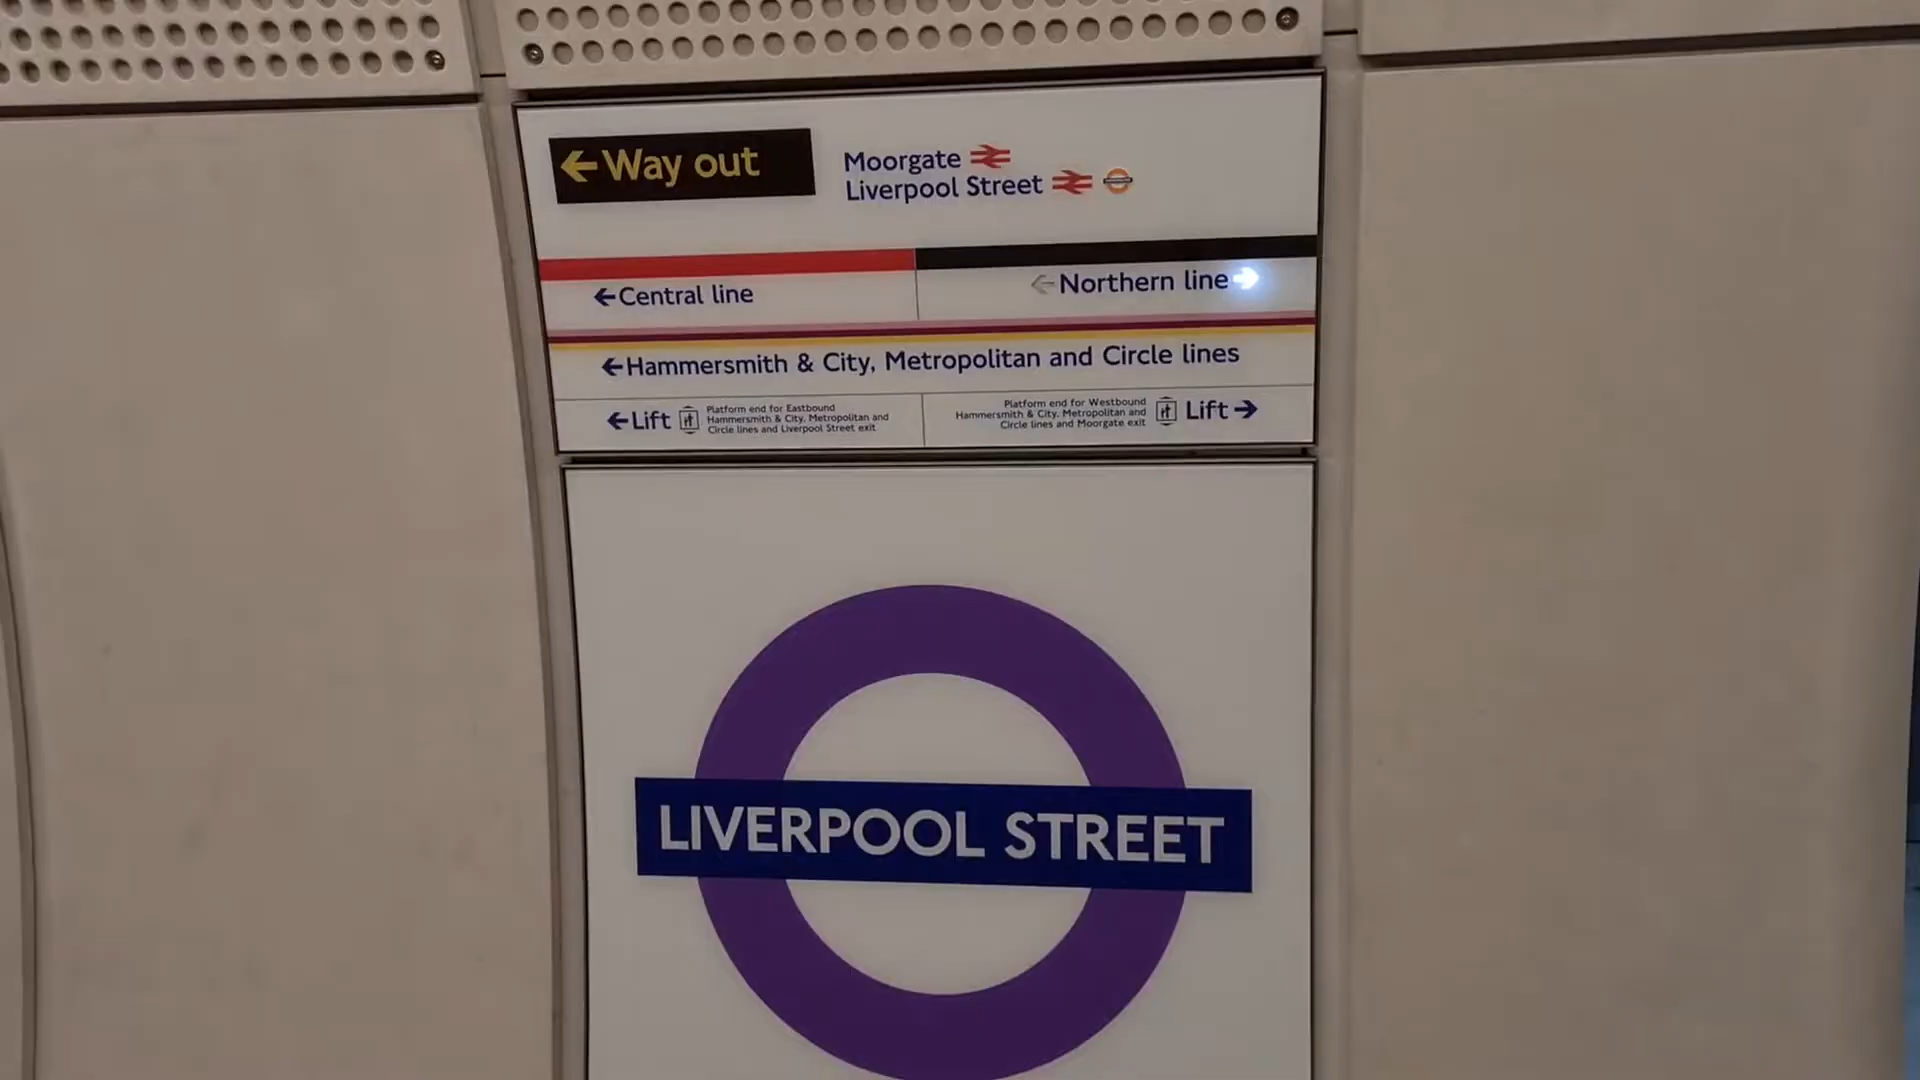 ←Way out
Moorgate
Liverpool Street
←Central line
←Northern line→
←Hammersmith & City, Metropolitan and Circle lines
←Lift
Platform end for Eastbound
Hammersmith & City, Metropolitan and
Circle lines and Liverpool Street exit
Platform end for Westbound
Hammersmith & City, Metropolitan and
Circle lines and Moorgate exit
Lift→
LIVERPOOL STREET